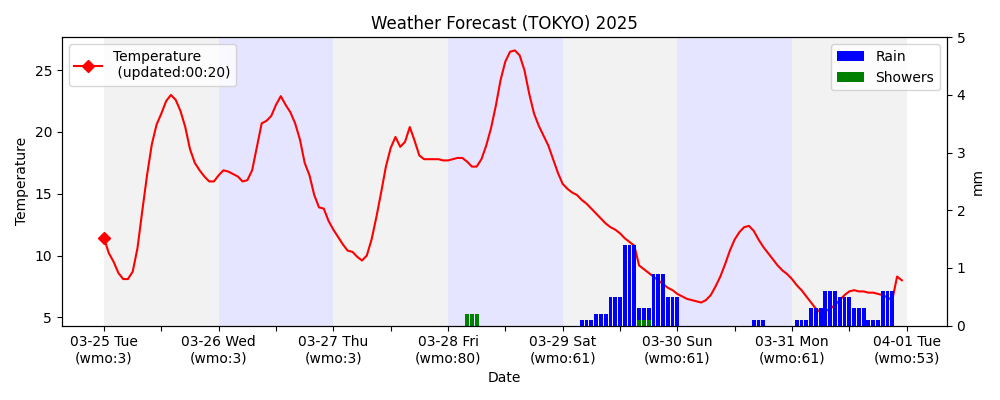 Weather Forecast (TOKYO) 2025
Temperature
(updated:00:20)
Rain
Showers
Temperature
25
20
15
10
5
5
4
3
2
1
0
mm
03-25 Tue
(wmo:3)
03-26 Wed
(wmo:3)
03-27 Thu
(wmo:3)
03-28 Fri
(wmo:80)
03-29 Sat
(wmo:61)
03-30 Sun
(wmo:61)
03-31 Mon
(wmo:61)
04-01 Tue
(wmo:53)
Date